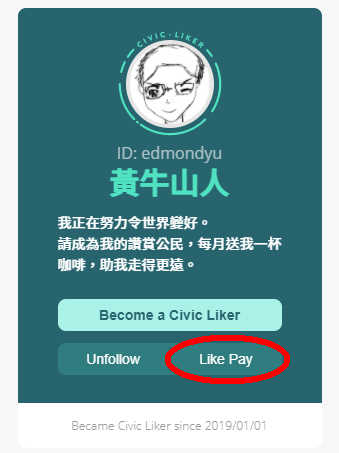 CIVIC · LIKER
ID: edmondyu
黃牛山人
我正在努力令世界變好。
請成為我的讚賞公民，每月送我一杯
咖啡，助我走得更遠。
Become a Civic Liker
Unfollow Like Pay
Became Civic Liker since 2019/01/01